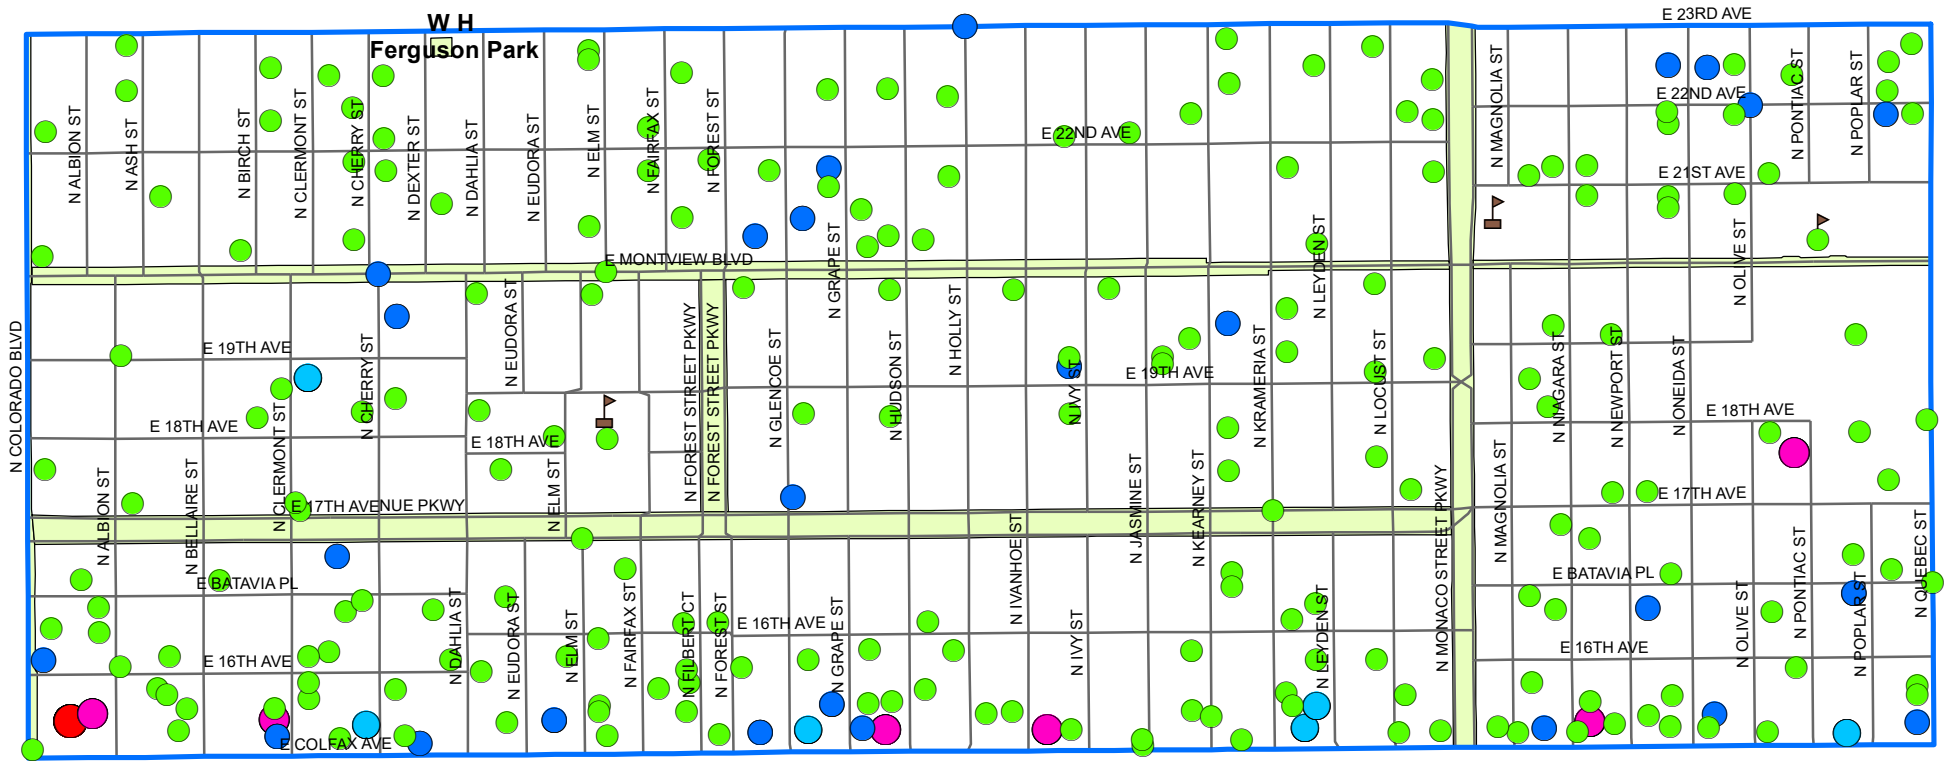 W H
Ferguson Park
E 23RD AVE
N ALBION ST
N ASH ST
N BIRCH ST
N CLERMONT ST
N CHERRY ST
N DEXTER ST
N DAHLIA ST
N EUDORA ST
N ELM ST
N FAIRFAX ST
N FOREST ST
E 22ND AVE
N MAGNOLIA ST
E 22ND AVE
N PONTIAC ST
N POPLAR ST
E 21ST AVE
N GRAPE ST
N LEYDEN ST
N OLIVE ST
E MONTVIEW BLVD
N COLORADO BLVD
E 19TH AVE
N CHERRY ST
N EUDORA ST
N FOREST STREET PKWY
N FOREST STREET PKWY
N GLENCOE ST
N HUDSON ST
N HOLLY ST
N IVY ST
E 19TH AVE
N KRAMERIA ST
N LOCUST ST
N NIAGARA ST
N NEWPORT ST
N ONEIDA ST
E 18TH AVE
E 18TH AVE
N CLERMONT ST
E 18TH AVE
N ALBION ST
N BELLAIRE ST
N ELM ST
E 17TH AVENUE PKWY
N JASMINE ST
N KEARNEY ST
N MONACO STREET PKWY
N MAGNOLIA ST
E 17TH AVE
N IVANHOE ST
N PONTIAC ST
N QUEBEC ST
E BATAVIA PL
E BATAVIA PL
N DAHLIA ST
N EUDORA ST
N ELM ST
N FAIRFAX ST
N FILBERT CT
N FOREST ST
E 16TH AVE
N GRAPE ST
N IVY ST
N LEYDEN ST
N OLIVE ST
N POPLAR ST
E 16TH AVE
E 16TH AVE
E COLFAX AVE